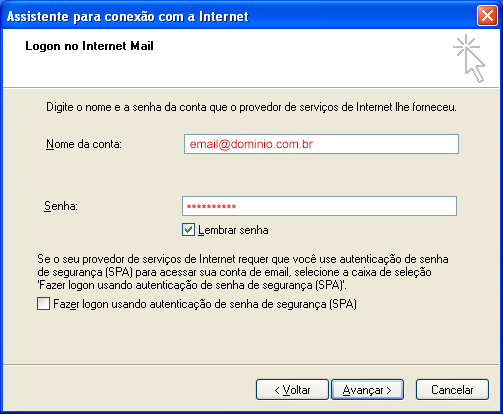 Assistente para conexão com a Internet
Logon no Internet Mail
Digite o nome e a senha da conta que o provedor de serviços de Internet lhe forneceu.
Nome da conta: email@dominio.com.br
Senha: **********
Lembrar senha
Se o seu provedor de serviços de Internet requer que você use autenticação de senha
de segurança (SPA) para acessar sua conta de email, selecione a caixa de seleção
'Fazer logon usando autenticação de senha de segurança (SPA)'.
Fazer logon usando autenticação de senha de segurança (SPA)
< Voltar Avançar > Cancelar